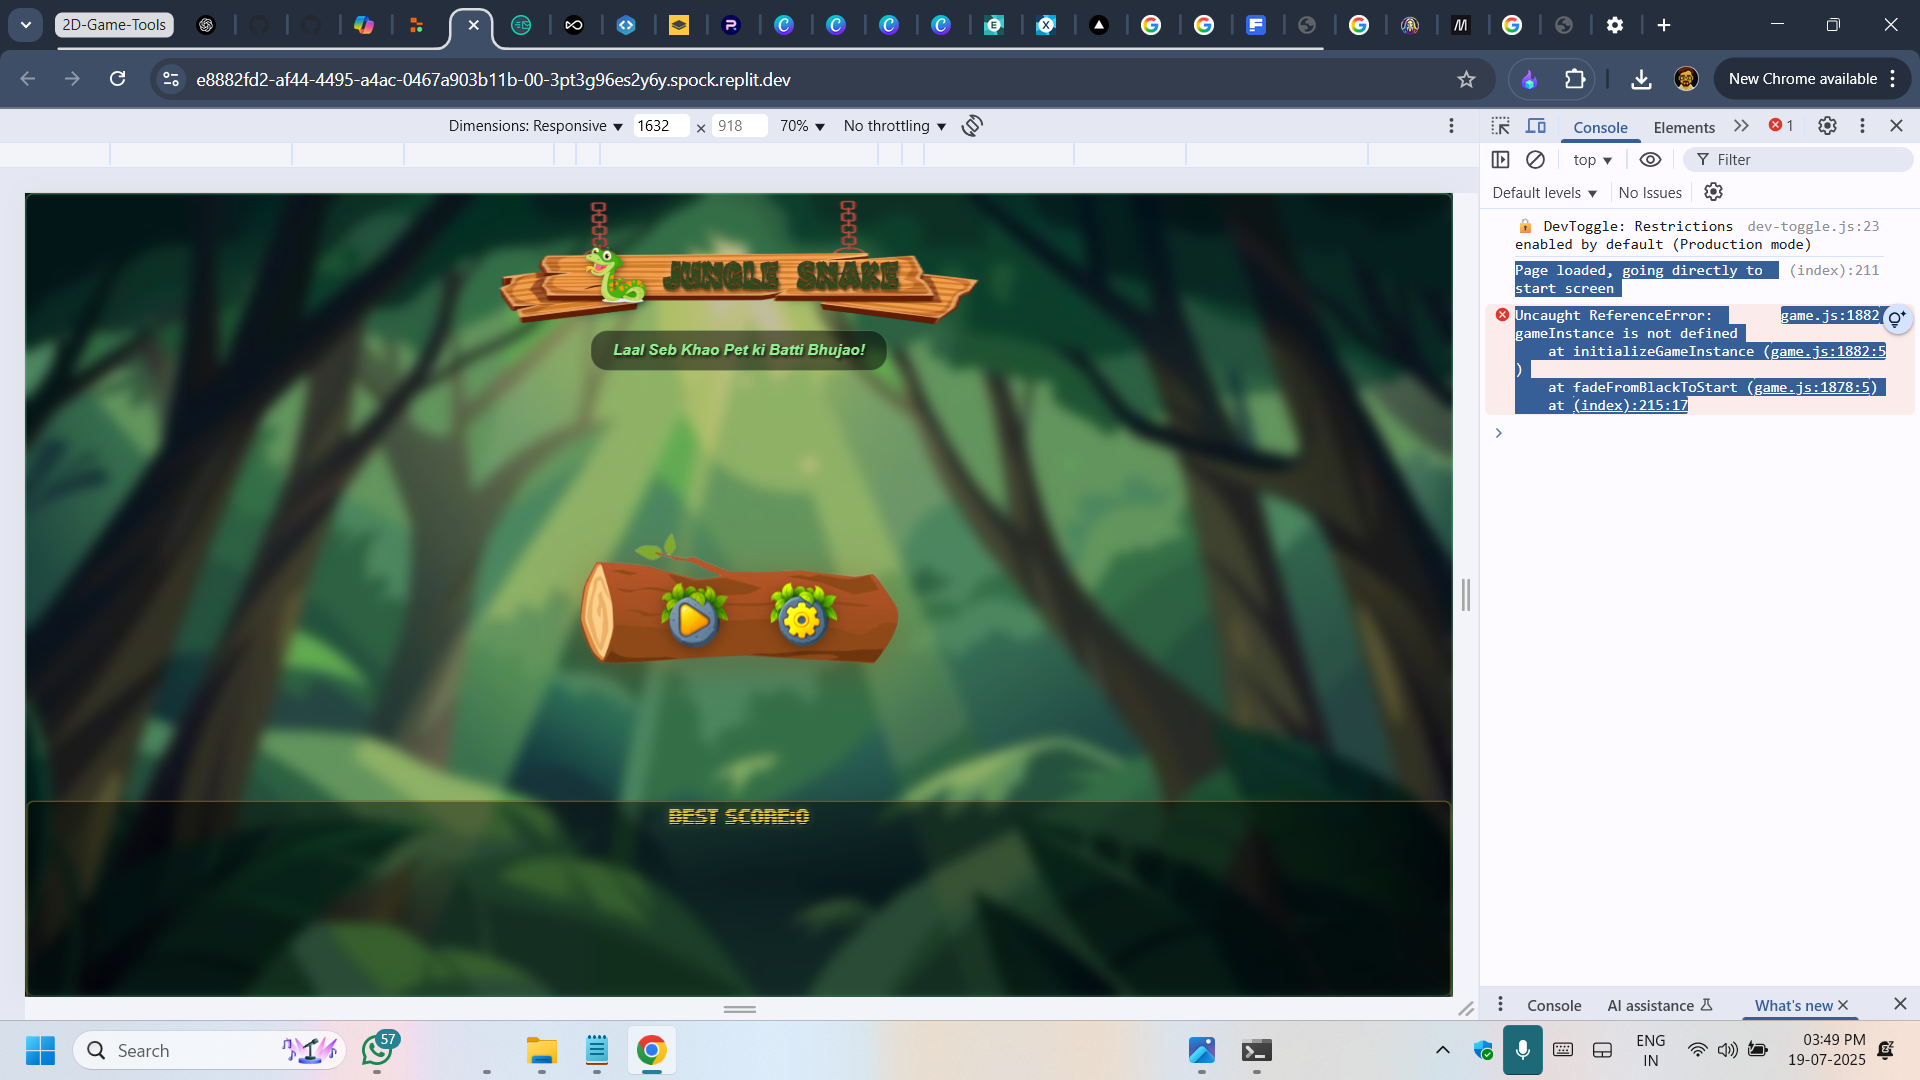 2D-Game-Tools
e8882fd2-af44-4495-a4ac-0467a903b11b-00-3pt3g96es2y6y.spock.replit.dev
New Chrome available
Dimensions: Responsive
1632
×
918
70%
No throttling
Console
Elements
1
top
Filter
Default levels
No Issues
DevToggle: Restrictions dev-toggle.js:23
enabled by default (Production mode)
Page loaded, going directly to (index):211
start screen
Uncaught ReferenceError: game.js:1882
gameInstance is not defined
at initializeGameInstance (game.js:1882:5
)
at fadeFromBlackToStart (game.js:1878:5)
at (index):215:17
JUNGLE SNAKE
Laal Seb Khao Pet ki Batti Bhujao!
BEST SCORE:0
Console
AI assistance
What's new
Search
57
ENG
IN
03:49 PM
19-07-2025